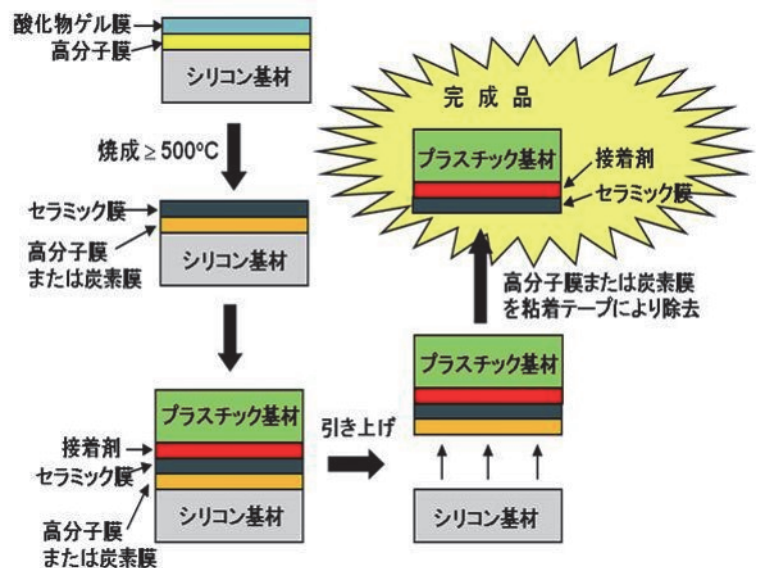 酸化物ゲル膜
高分子膜
シリコン基材
焼成≥500℃
セラミック膜
高分子膜
または炭素膜
シリコン基材
プラスチック基材
接着剤
セラミック膜
高分子膜
または炭素膜
シリコン基材
引き上げ
プラスチック基材
シリコン基材
高分子膜または炭素膜
を粘着テープにより除去
完成品
プラスチック基材
接着剤
セラミック膜